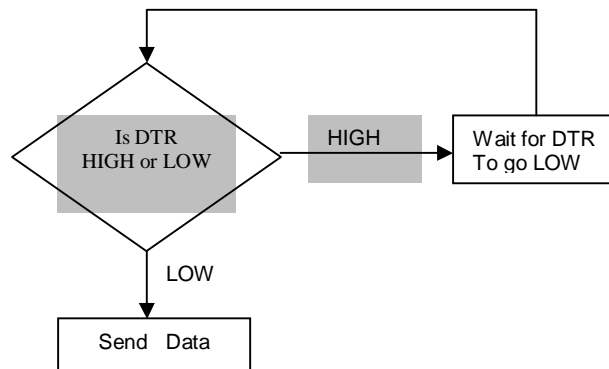 Is DTR
HIGH or LOW
HIGH
Wait for DTR
To go LOW
LOW
Send Data